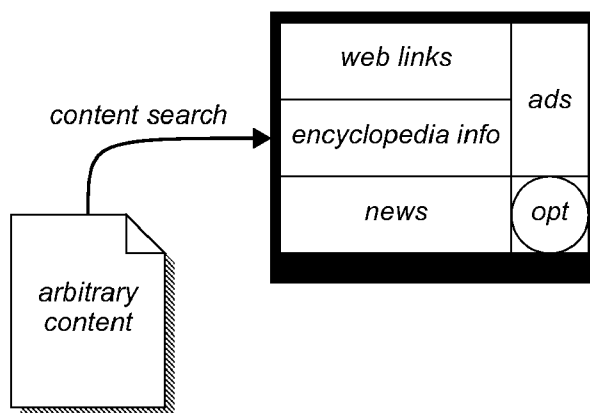 web links
ads
content search
encyclopedia info
news
opt
arbitrary
content